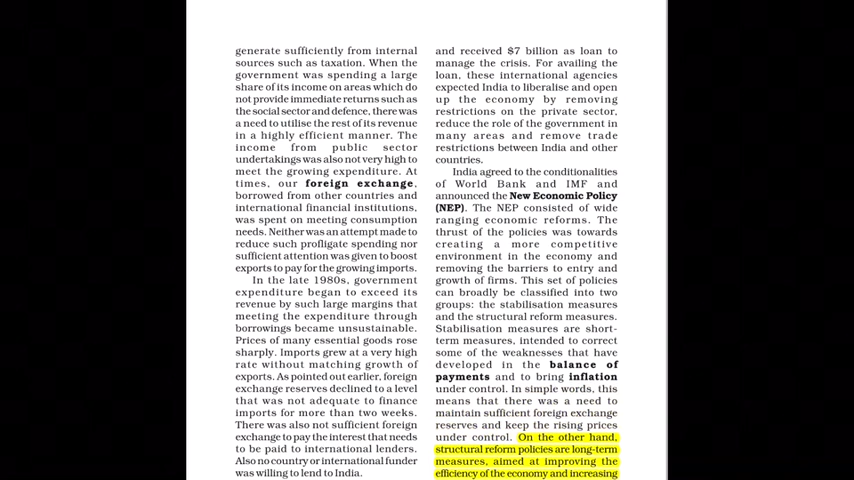 generate sufficiently from internal
sources such as taxation. When the
government was spending a large
share of its income on areas which do
not provide immediate returns such as
the social sector and defence, there was
a need to utilise the rest of its revenue
in a highly efficient manner. The
income from public sector
undertakings was also not very high to
meet the growing expenditure. At
times, our foreign exchange,
borrowed from other countries and
international financial institutions,
was spent on meeting consumption
needs. Neither was an attempt made to
reduce such profligate spending nor
sufficient attention was given to boost
exports to pay for the growing imports.
In the late 1980s, government
expenditure began to exceed its
revenue by such large margins that
meeting the expenditure through
borrowings became unsustainable.
Prices of many essential goods rose
sharply. Imports grew at a very high
rate without matching growth of
exports. As pointed out earlier, foreign
exchange reserves declined to a level
that was not adequate to finance
imports for more than two weeks.
There was also not sufficient foreign
exchange to pay the interest that needs
to be paid to international lenders.
Also no country or international funder
was willing to lend to India.
and received $7 billion as loan to
manage the crisis. For availing the
loan, these international agencies
expected India to liberalise and open
up the economy by removing
restrictions on the private sector,
reduce the role of the government in
many areas and remove trade
restrictions between India and other
countries.
India agreed to the conditionalities
of World Bank and IMF and
announced the New Economic Policy
(NEP). The NEP consisted of wide
ranging economic reforms. The
thrust of the policies was towards
creating a more competitive
environment in the economy and
removing the barriers to entry and
growth of firms. This set of policies
can broadly be classified into two
groups: the stabilisation measures
and the structural reform measures.
Stabilisation measures are short-
term measures, intended to correct
some of the weaknesses that have
developed in the balance of
payments and to bring inflation
under control. In simple words, this
means that there was a need to
maintain sufficient foreign exchange
reserves and keep the rising prices
under control. On the other hand,
structural reform policies are long-term
measures, aimed at improving the
efficiency of the economy and increasing